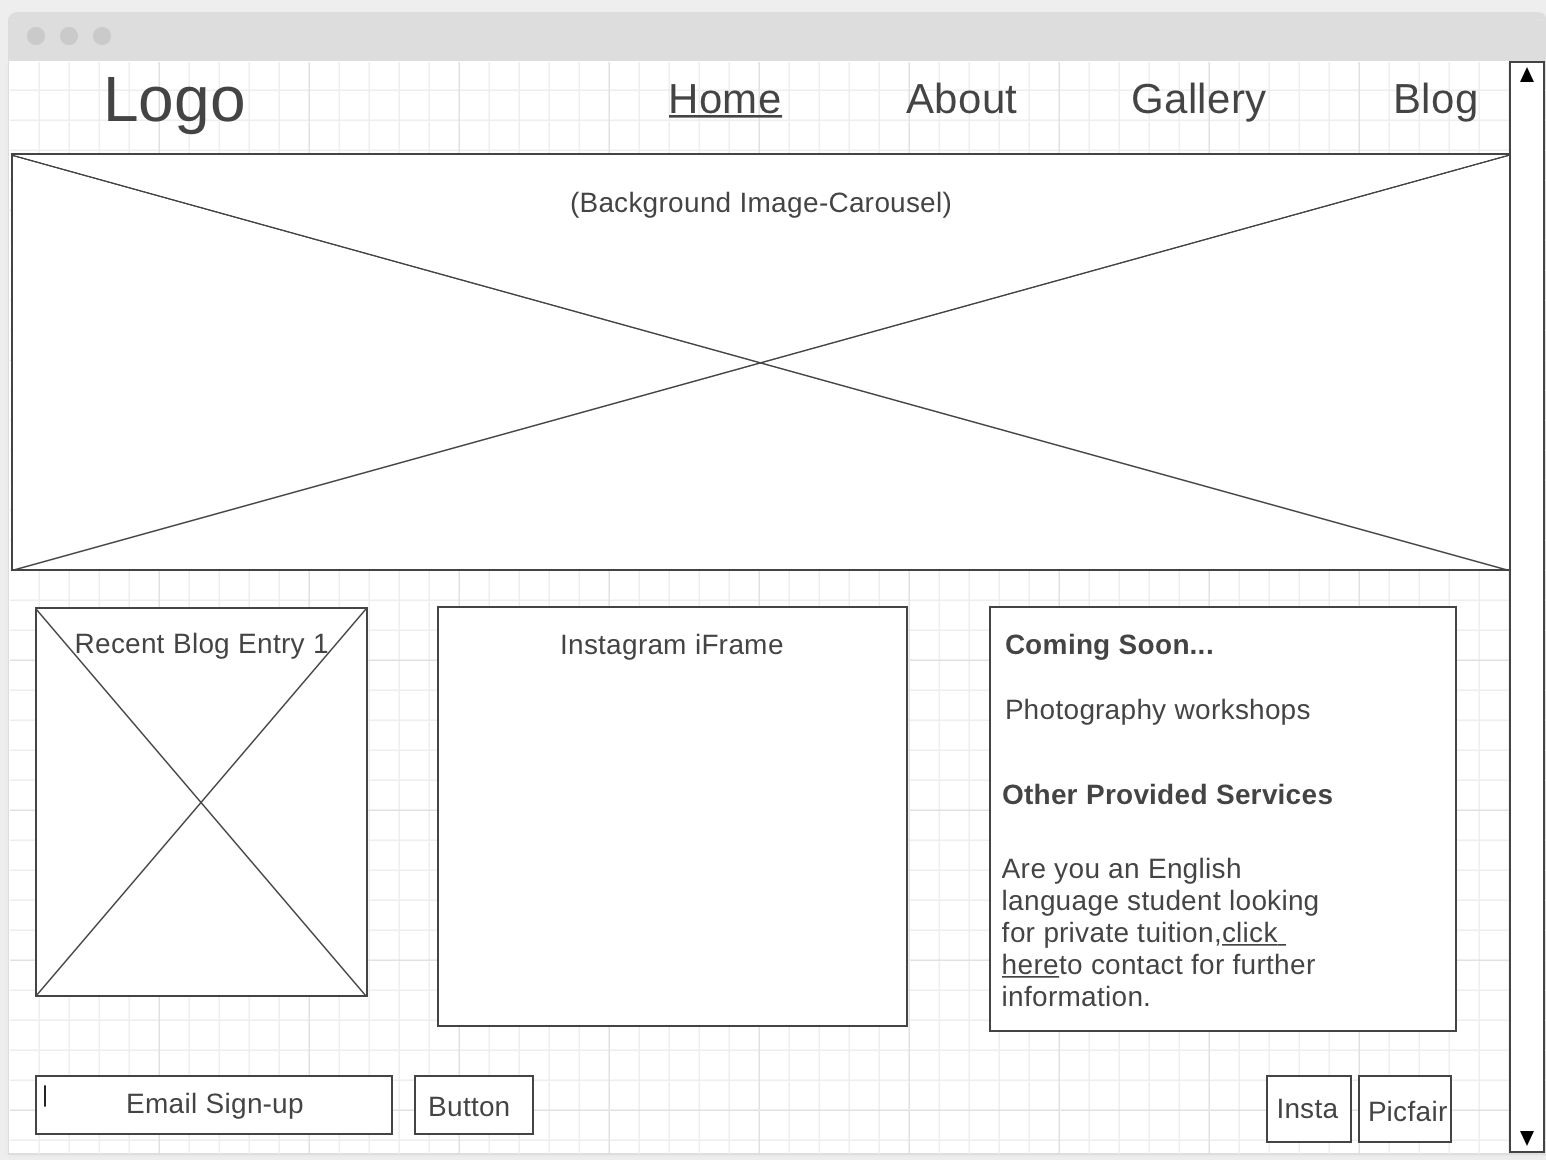 Logo
Home
About
Gallery
Blog
(Background Image-Carousel)
Recent Blog Entry 1
Instagram iFrame
Coming Soon...
Photography workshops
Other Provided Services
Are you an English
language student looking
for private tuition,click
hereto contact for further
information.
Email Sign-up
Button
Insta
Picfair